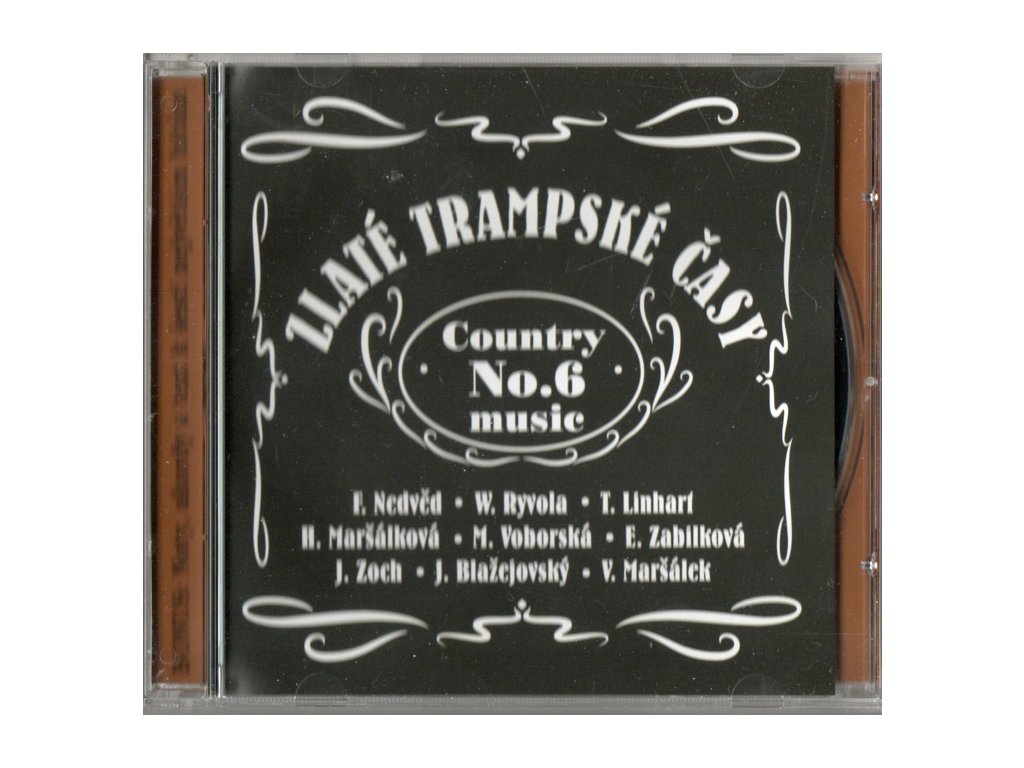 ZLATÉ TRAMPSKÉ ČASY
Country
No.6
music
F. Nedvěd • W. Ryvola • T. Linhart
H. Maršálková • M. Voborská • E. Zabilková
J. Zoch • J. Blažejovský • V. Maršálek